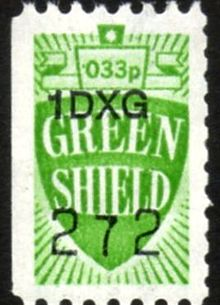 ·033p
1DXG
GREEN
SHIELD
272